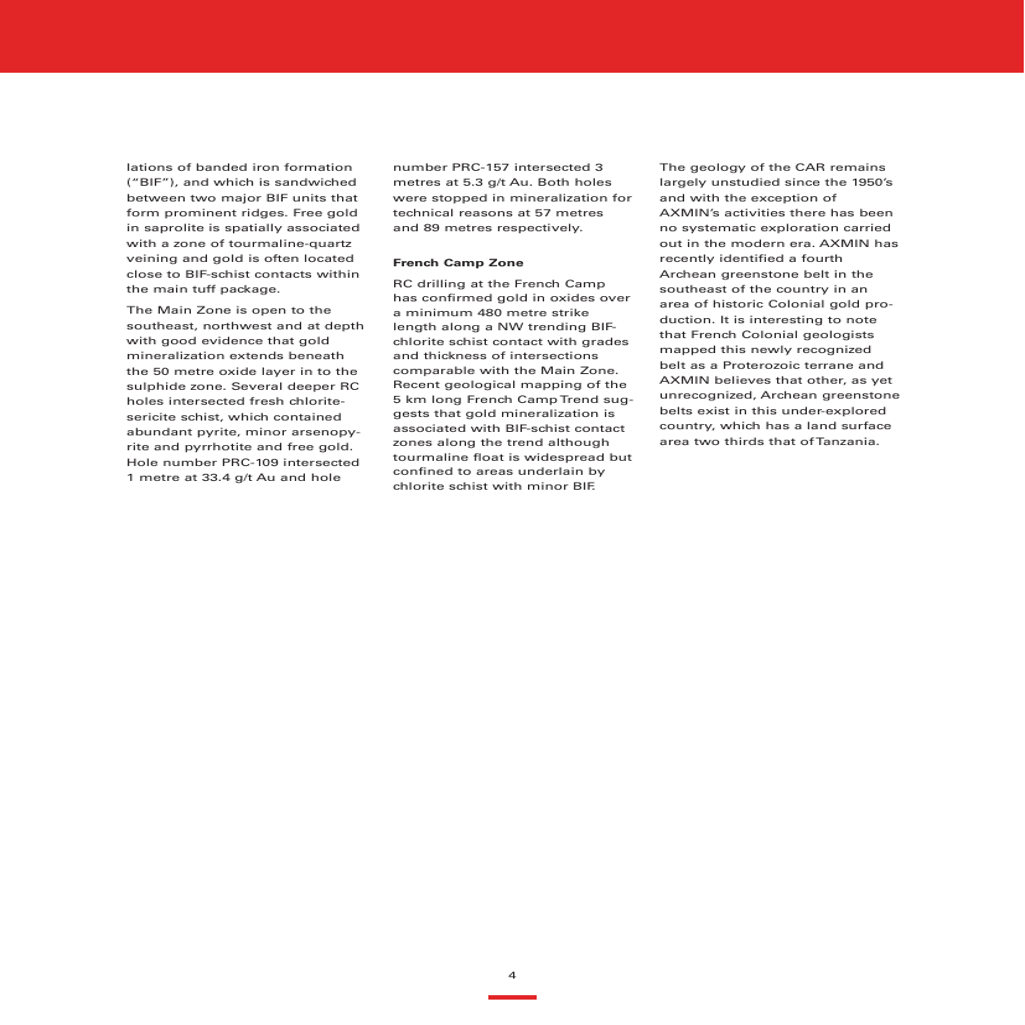 lations of banded iron formation
(“BIF”), and which is sandwiched
between two major BIF units that
form prominent ridges. Free gold
in saprolite is spatially associated
with a zone of tourmaline-quartz
veining and gold is often located
close to BIF-schist contacts within
the main tuff package.
The Main Zone is open to the
southeast, northwest and at depth
with good evidence that gold
mineralization extends beneath
the 50 metre oxide layer in to the
sulphide zone. Several deeper RC
holes intersected fresh chlorite-
sericite schist, which contained
abundant pyrite, minor arsenopy-
rite and pyrrhotite and free gold.
Hole number PRC-109 intersected
1 metre at 33.4 g/t Au and hole
number PRC-157 intersected 3
metres at 5.3 g/t Au. Both holes
were stopped in mineralization for
technical reasons at 57 metres
and 89 metres respectively.
French Camp Zone
RC drilling at the French Camp
has confirmed gold in oxides over
a minimum 480 metre strike
length along a NW trending BIF-
chlorite schist contact with grades
and thickness of intersections
comparable with the Main Zone.
Recent geological mapping of the
5 km long French Camp Trend sug-
gests that gold mineralization is
associated with BIF-schist contact
zones along the trend although
tourmaline float is widespread but
confined to areas underlain by
chlorite schist with minor BIF.
The geology of the CAR remains
largely unstudied since the 1950’s
and with the exception of
AXMIN’s activities there has been
no systematic exploration carried
out in the modern era. AXMIN has
recently identified a fourth
Archean greenstone belt in the
southeast of the country in an
area of historic Colonial gold pro-
duction. It is interesting to note
that French Colonial geologists
mapped this newly recognized
belt as a Proterozoic terrane and
AXMIN believes that other, as yet
unrecognized, Archean greenstone
belts exist in this under-explored
country, which has a land surface
area two thirds that of Tanzania.
4